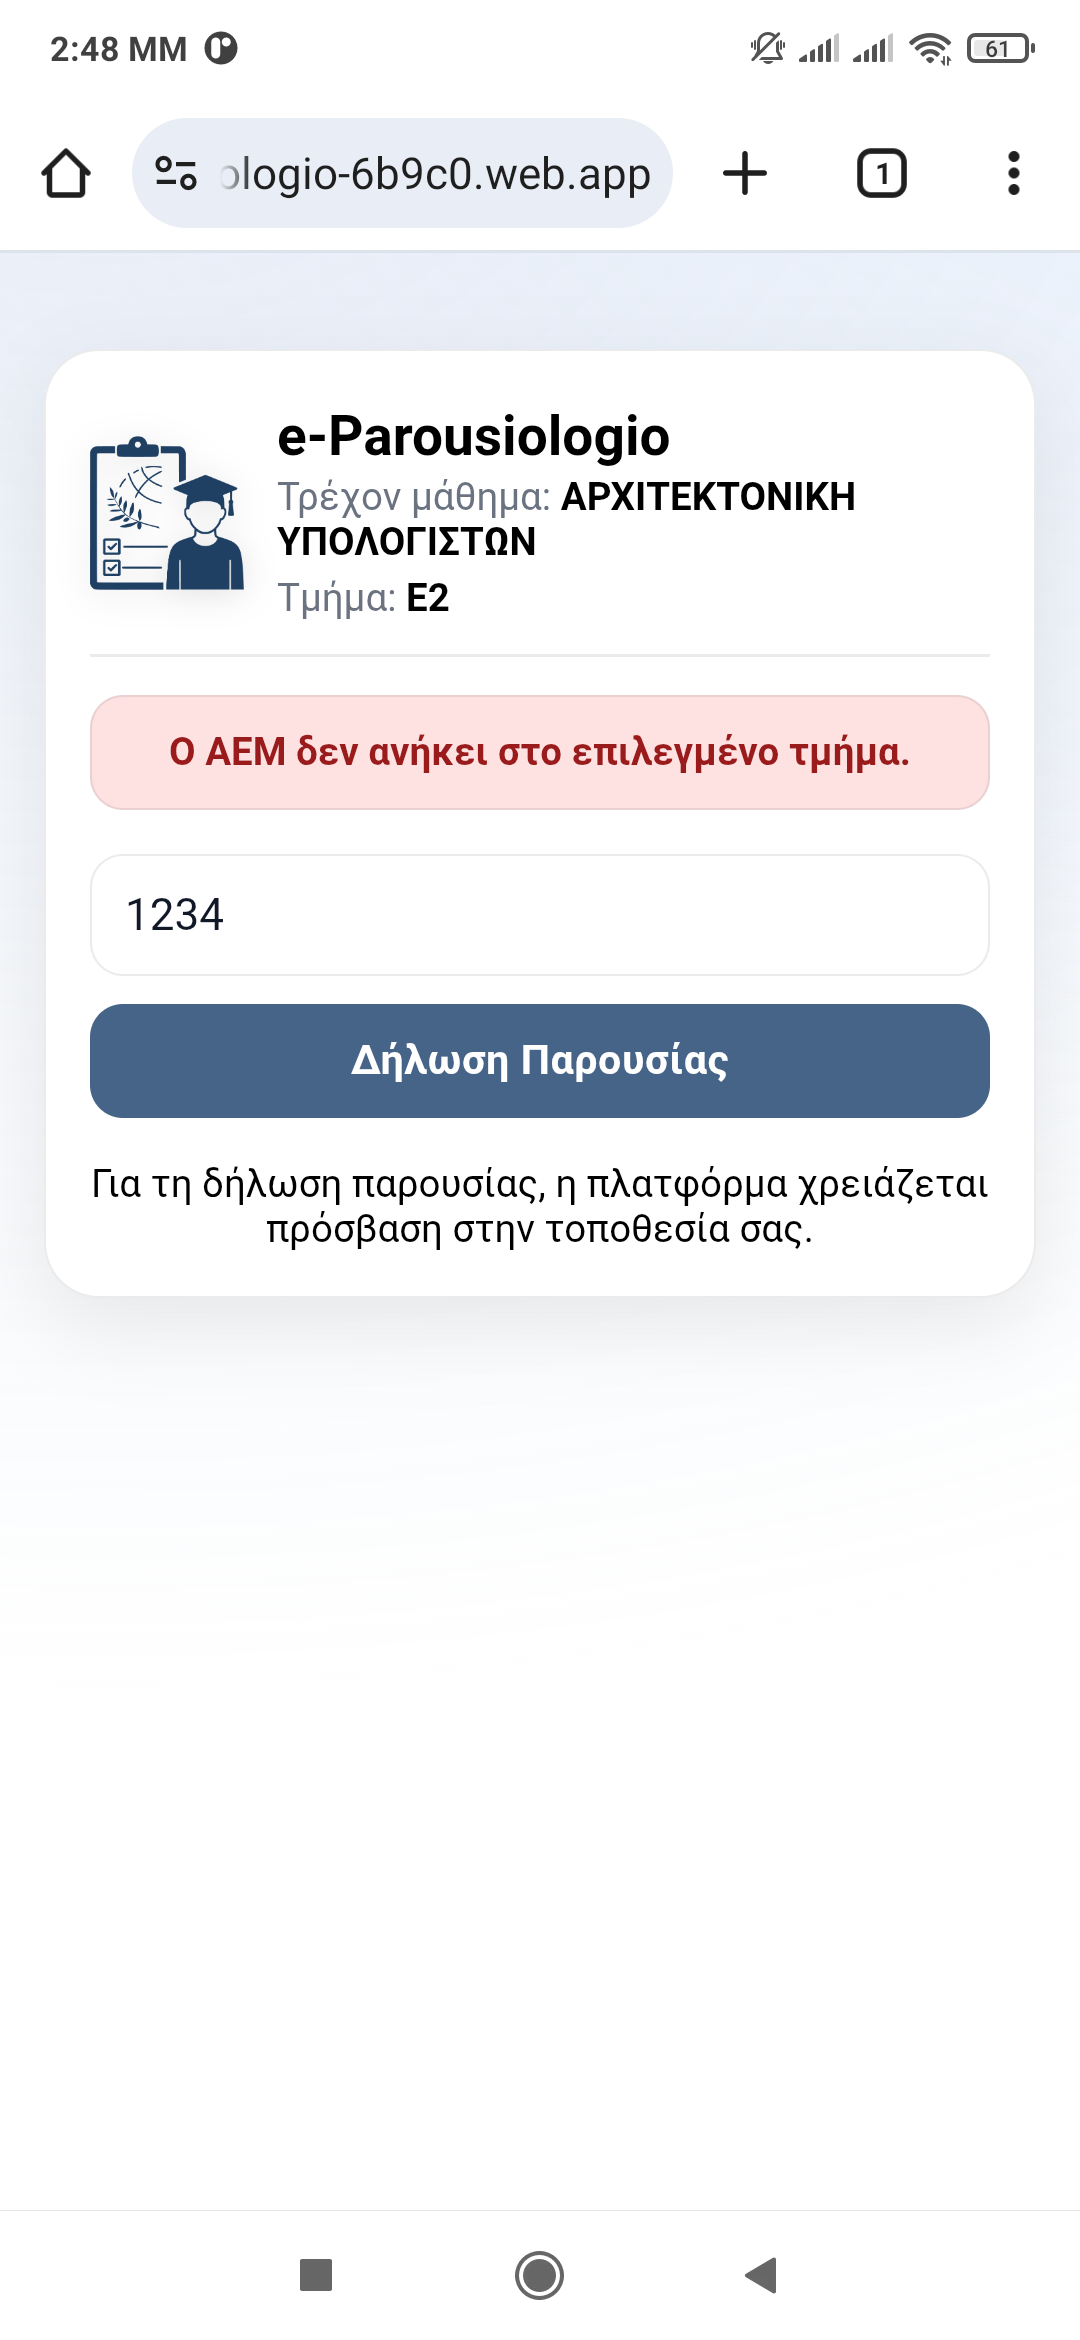 2:48 ΜΜ
61
ologio-6b9c0.web.app
1
e-Parousiologio
Τρέχον μάθημα: ΑΡΧΙΤΕΚΤΟΝΙΚΗ
ΥΠΟΛΟΓΙΣΤΩΝ
Τμήμα: Ε2
Ο ΑΕΜ δεν ανήκει στο επιλεγμένο τμήμα.
1234
Δήλωση Παρουσίας
Για τη δήλωση παρουσίας, η πλατφόρμα χρειάζεται
πρόσβαση στην τοποθεσία σας.